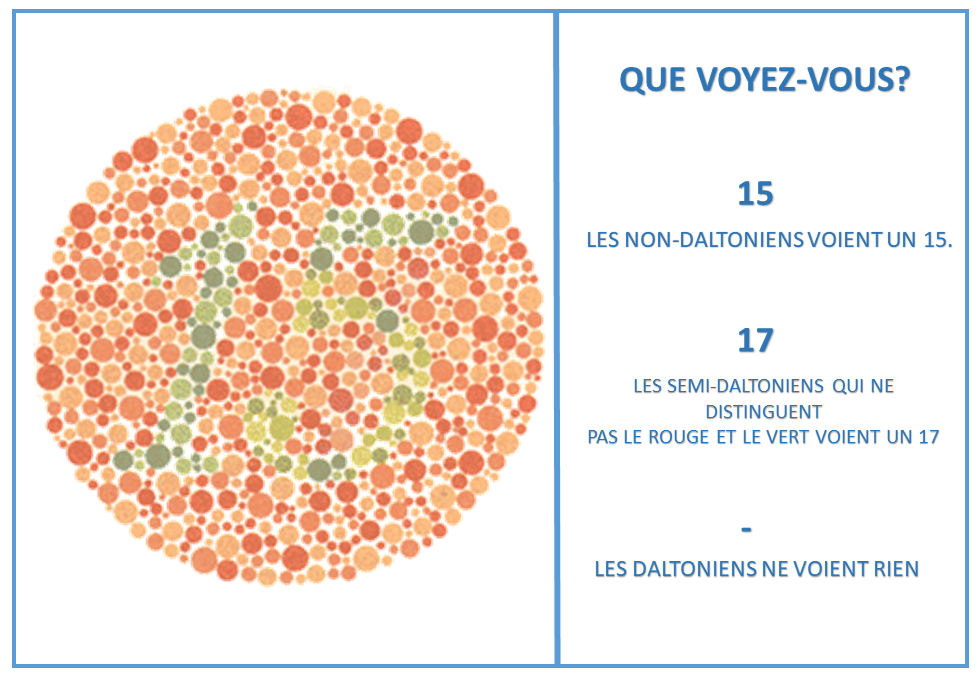 15
QUE VOYEZ-VOUS?
15
LES NON-DALTONIENS VOIENT UN 15.
17
LES SEMI-DALTONIENS QUI NE
DISTINGUENT
PAS LE ROUGE ET LE VERT VOIENT UN 17
-
LES DALTONIENS NE VOIENT RIEN